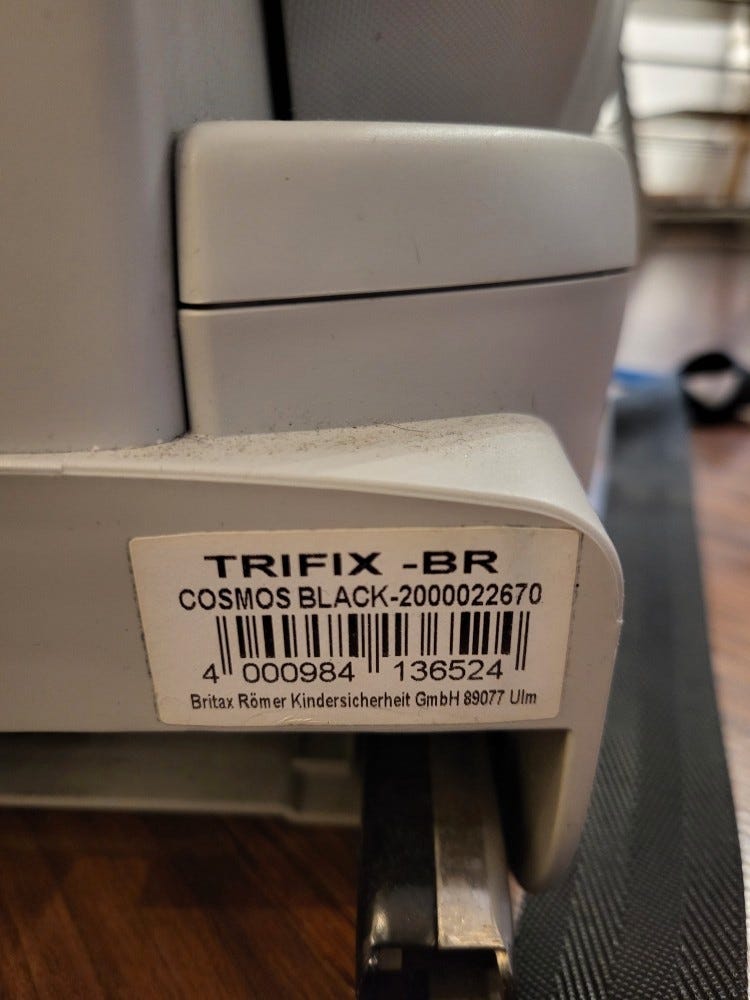 TRIFIX -BR
COSMOS BLACK-2000022670
4 000984 136524
Britax Römer Kindersicherheit GmbH 89077 Ulm